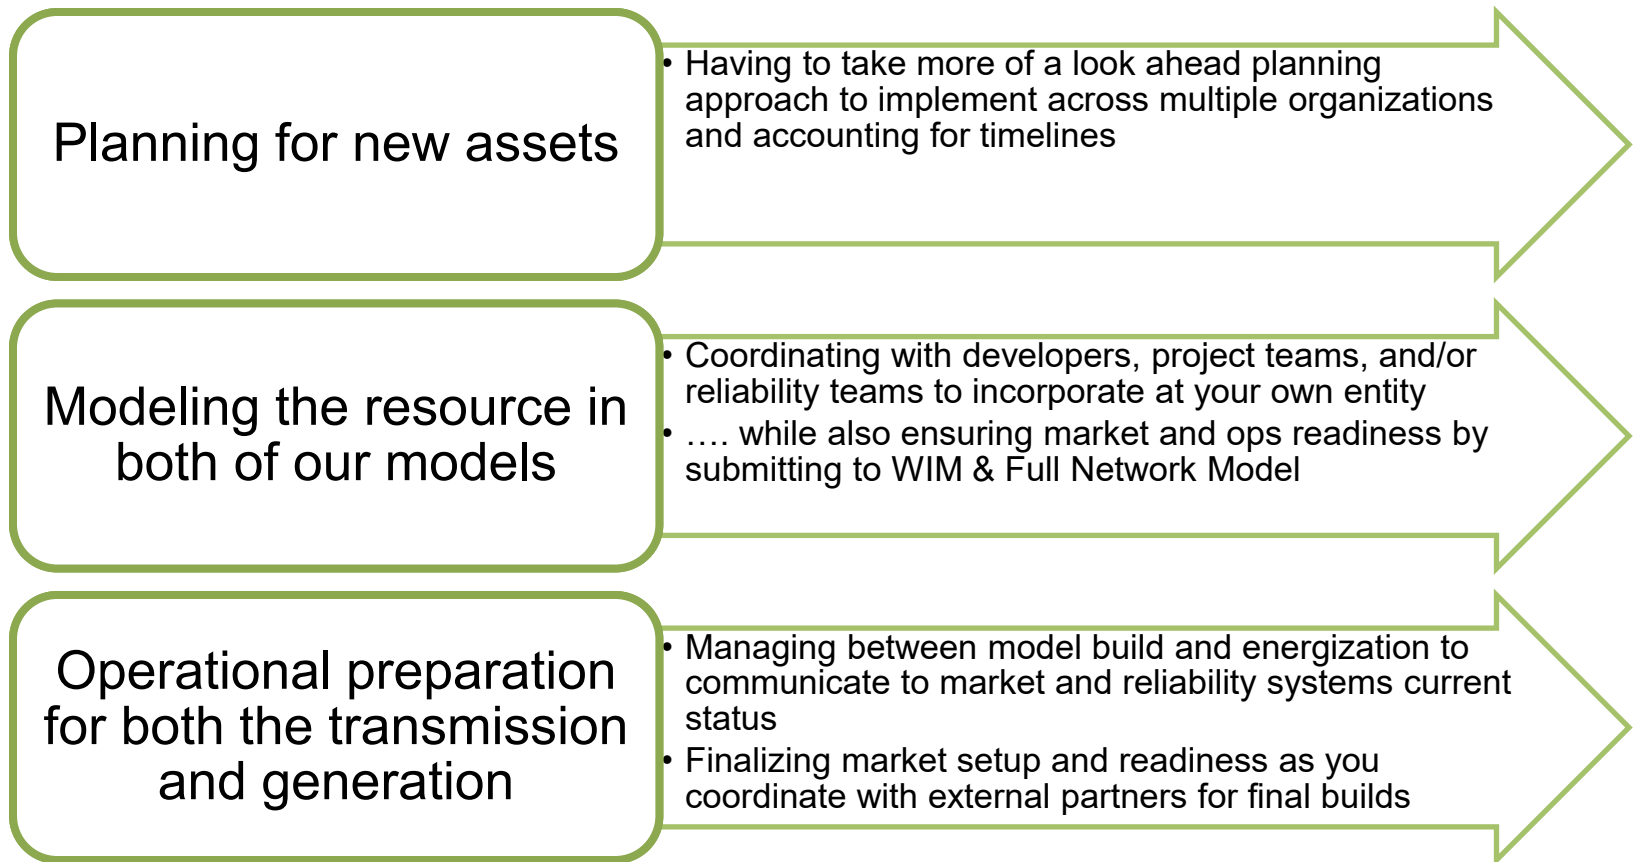 Planning for new assets
• Having to take more of a look ahead planning
approach to implement across multiple organizations
and accounting for timelines
Modeling the resource in
both of our models
• Coordinating with developers, project teams, and/or
reliability teams to incorporate at your own entity
• …. while also ensuring market and ops readiness by
submitting to WIM & Full Network Model
Operational preparation
for both the transmission
and generation
• Managing between model build and energization to
communicate to market and reliability systems current
status
• Finalizing market setup and readiness as you
coordinate with external partners for final builds